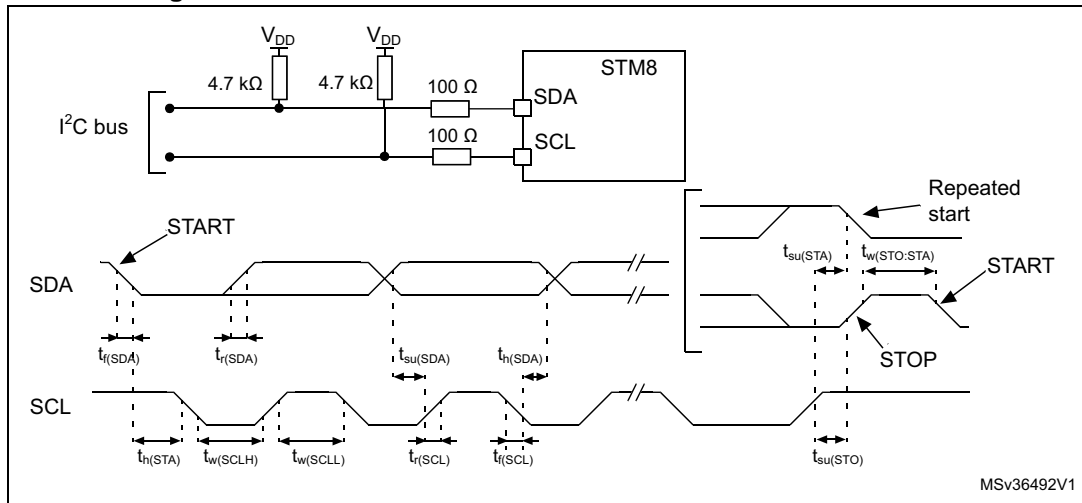 V_DD V_DD
STM8
4.7 kΩ 4.7 kΩ 100 Ω
SDA
I²C bus
100 Ω
SCL
Repeated
start
START
t_su(STA) t_w(STO:STA)
START
SDA
t_f(SDA) t_r(SDA) t_su(SDA) t_h(SDA)
STOP
SCL
t_h(STA) t_w(SCLH) t_w(SCLL) t_r(SCL) t_f(SCL) t_su(STO)
MSv36492V1